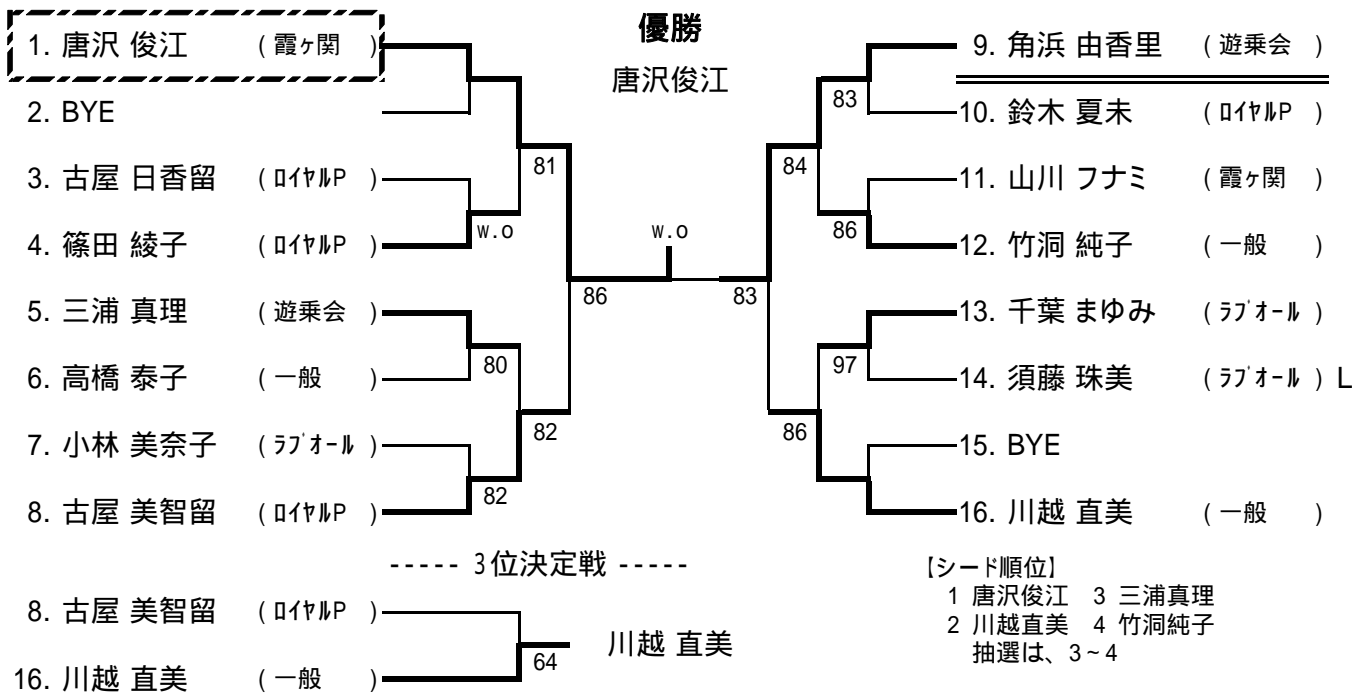 優勝
唐沢俊江
1. 唐沢 俊江 ( 霞ヶ関 )
2. BYE
3. 古屋 日香留 ( ﾛｲﾔﾙP )
4. 篠田 綾子 ( ﾛｲﾔﾙP )
5. 三浦 真理 ( 遊乗会 )
6. 高橋 泰子 ( 一般 )
7. 小林 美奈子 ( ﾗﾌﾞｵｰﾙ )
8. 古屋 美智留 ( ﾛｲﾔﾙP )
w.o
80
82
81
82
86
w.o
83
84
86
83
86
97
9. 角浜 由香里 ( 遊乗会 )
10. 鈴木 夏未 ( ﾛｲﾔﾙP )
11. 山川 フナミ ( 霞ヶ関 )
12. 竹洞 純子 ( 一般 )
13. 千葉 まゆみ ( ﾗﾌﾞｵｰﾙ )
14. 須藤 珠美 ( ﾗﾌﾞｵｰﾙ ) L
15. BYE
16. 川越 直美 ( 一般 )
----- 3位決定戦 -----
8. 古屋 美智留 ( ﾛｲﾔﾙP )
16. 川越 直美 ( 一般 )
64
川越 直美
【シード順位】
1 唐沢俊江 3 三浦真理
2 川越直美 4 竹洞純子
抽選は、3~4